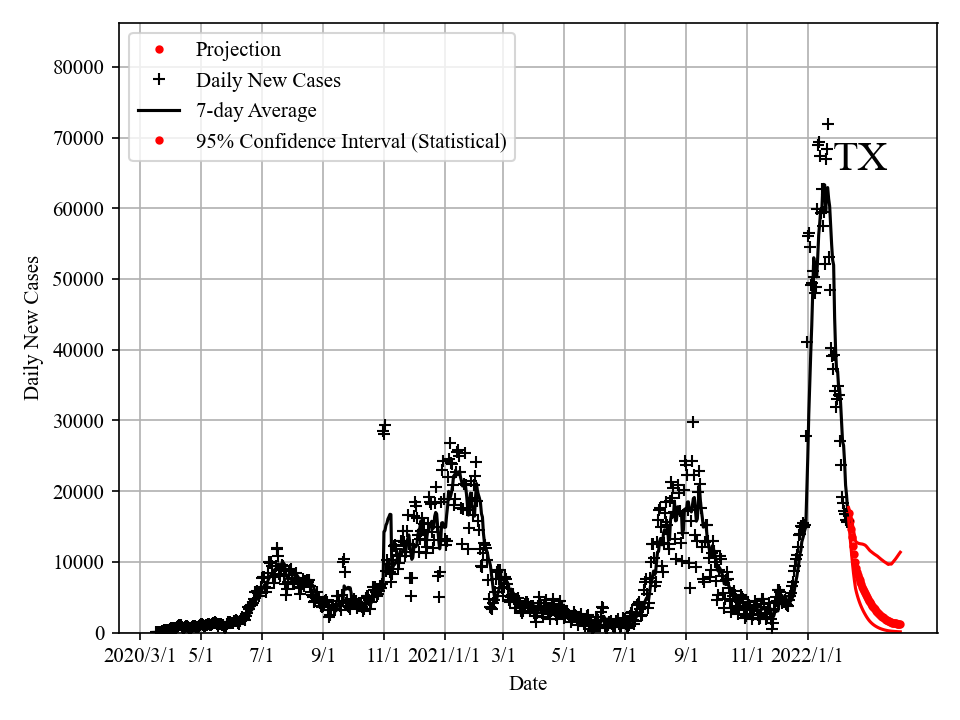 Projection
Daily New Cases
7-day Average
95% Confidence Interval (Statistical)
TX
80000
70000
60000
50000
40000
30000
20000
10000
0
Daily New Cases
2020/3/1 5/1 7/1 9/1 11/1 2021/1/1 3/1 5/1 7/1 9/1 11/1 2022/1/1
Date